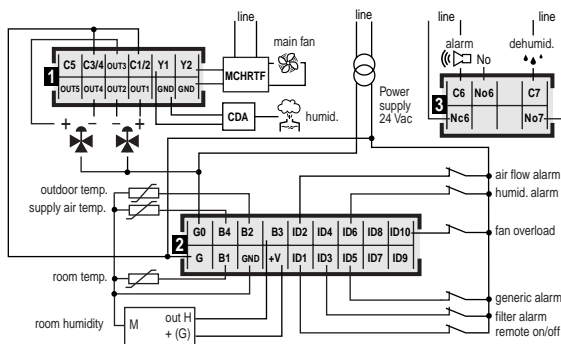 line
line
line
line
main fan
alarm
No
dehumid.
C5 C3/4 OUT3 C1/2 Y1 Y2
1
OUT5 OUT4 OUT2 OUT1 GND GND
MCHRTF
Power
supply
24 Vac
C6 No6 C7
3
Nc6 No7
+ − − +
CDA
humid.
outdoor temp.
supply air temp.
air flow alarm
humid. alarm
G0 B4 B2 B3 ID2 ID4 ID6 ID8 ID10
fan overload
2
G B1 GND +V ID1 ID3 ID5 ID7 ID9
room temp.
generic alarm
filter alarm
remote on/off
room humidity
M
out H
+ (G)